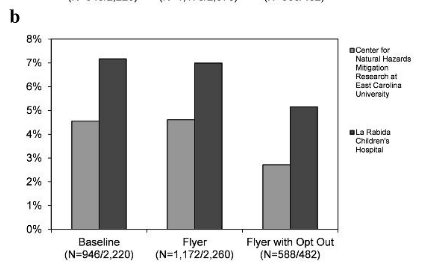 b
8%
7%
6%
5%
4%
3%
2%
1%
0%
Baseline
(N=946/2,220)
Flyer
(N=1,172/2,260)
Flyer with Opt Out
(N=588/482)
Center for
Natural Hazards
Mitigation
Research at
East Carolina
University
La Rabida
Children's
Hospital